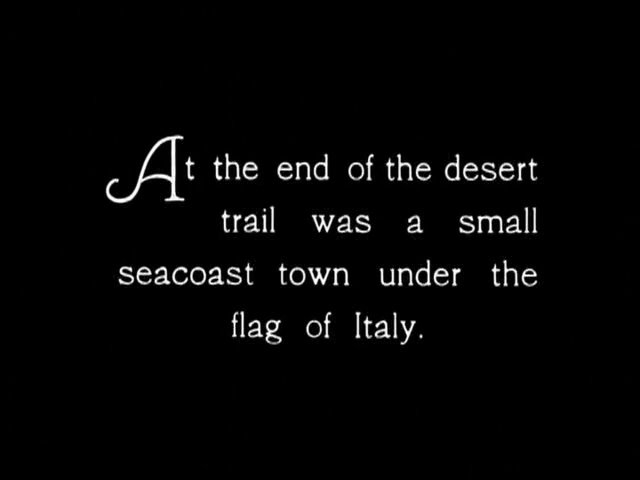 At the end of the desert
trail was a small
seacoast town under the
flag of Italy.